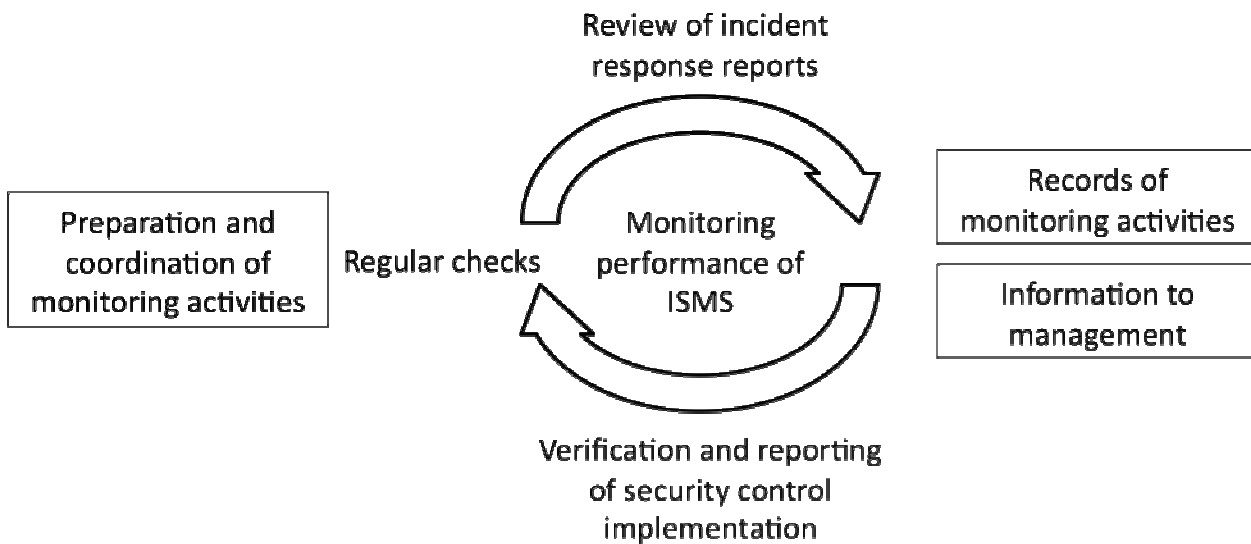 Review of incident
response reports
Preparation and
coordination of
monitoring activities
Regular checks
Monitoring
performance of
ISMS
Records of
monitoring activities
Information to
management
Verification and reporting
of security control
implementation